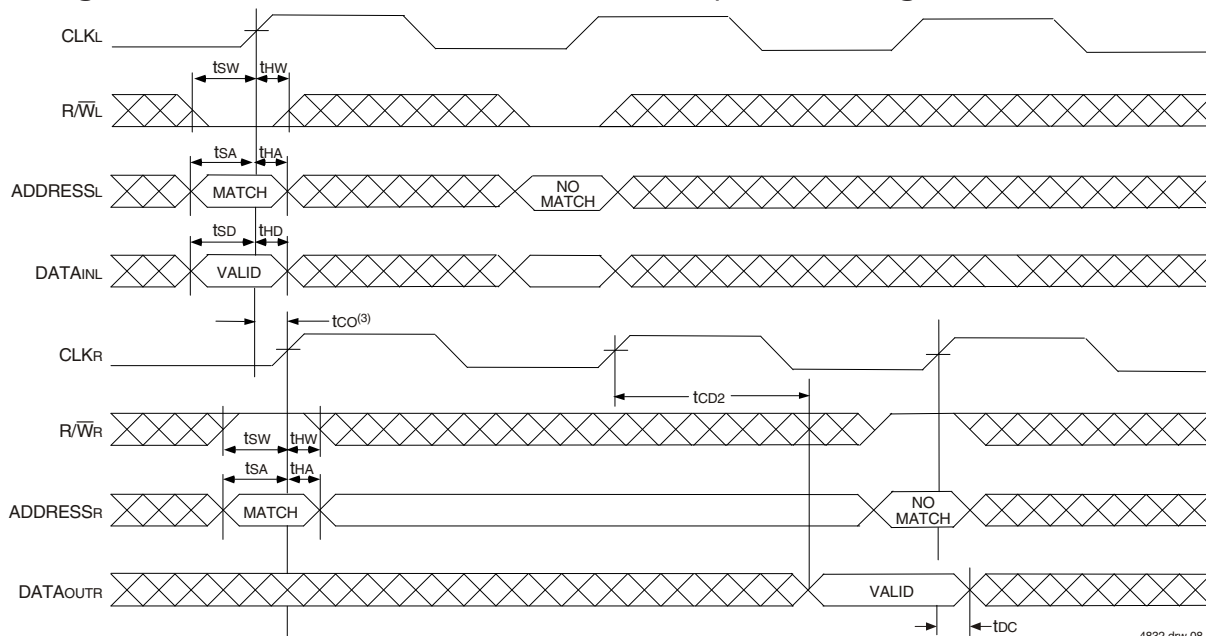 CLKL
tSW tHW
R/W̅L
tSA tHA
ADDRESSL MATCH NO MATCH
tSD tHD
DATAINL VALID
tCO(3)
CLKR
tCD2
R/W̅R
tSW tHW
tSA tHA
ADDRESSR MATCH NO MATCH
DATAOUTR VALID
tDC